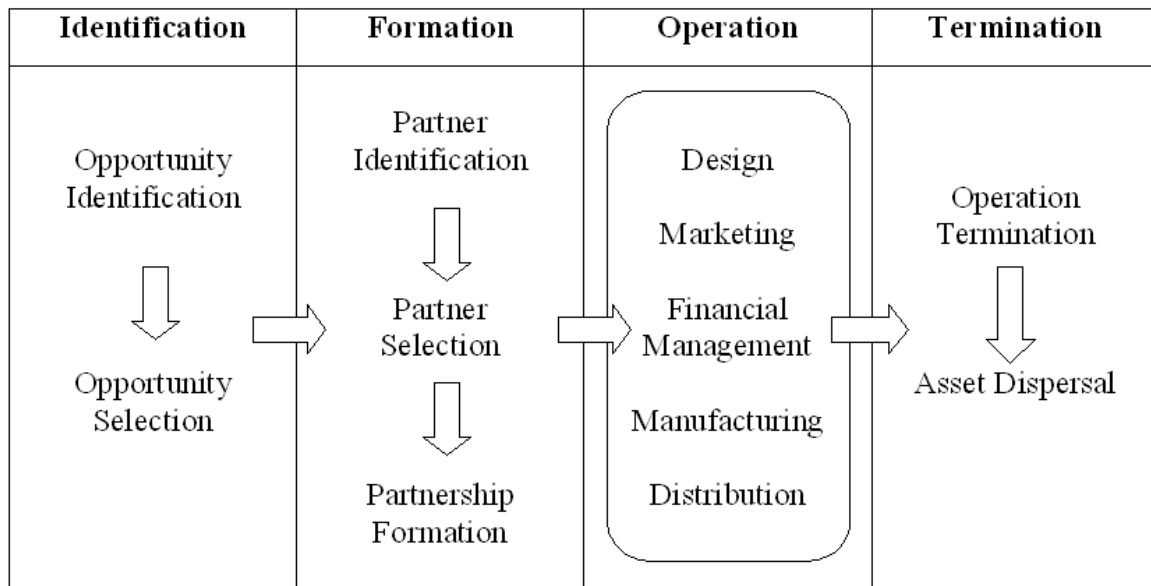 Identification
Formation
Operation
Termination
Opportunity
Identification
Opportunity
Selection
Partner
Identification
Partner
Selection
Partnership
Formation
Design
Marketing
Financial
Management
Manufacturing
Distribution
Operation
Termination
Asset Dispersal